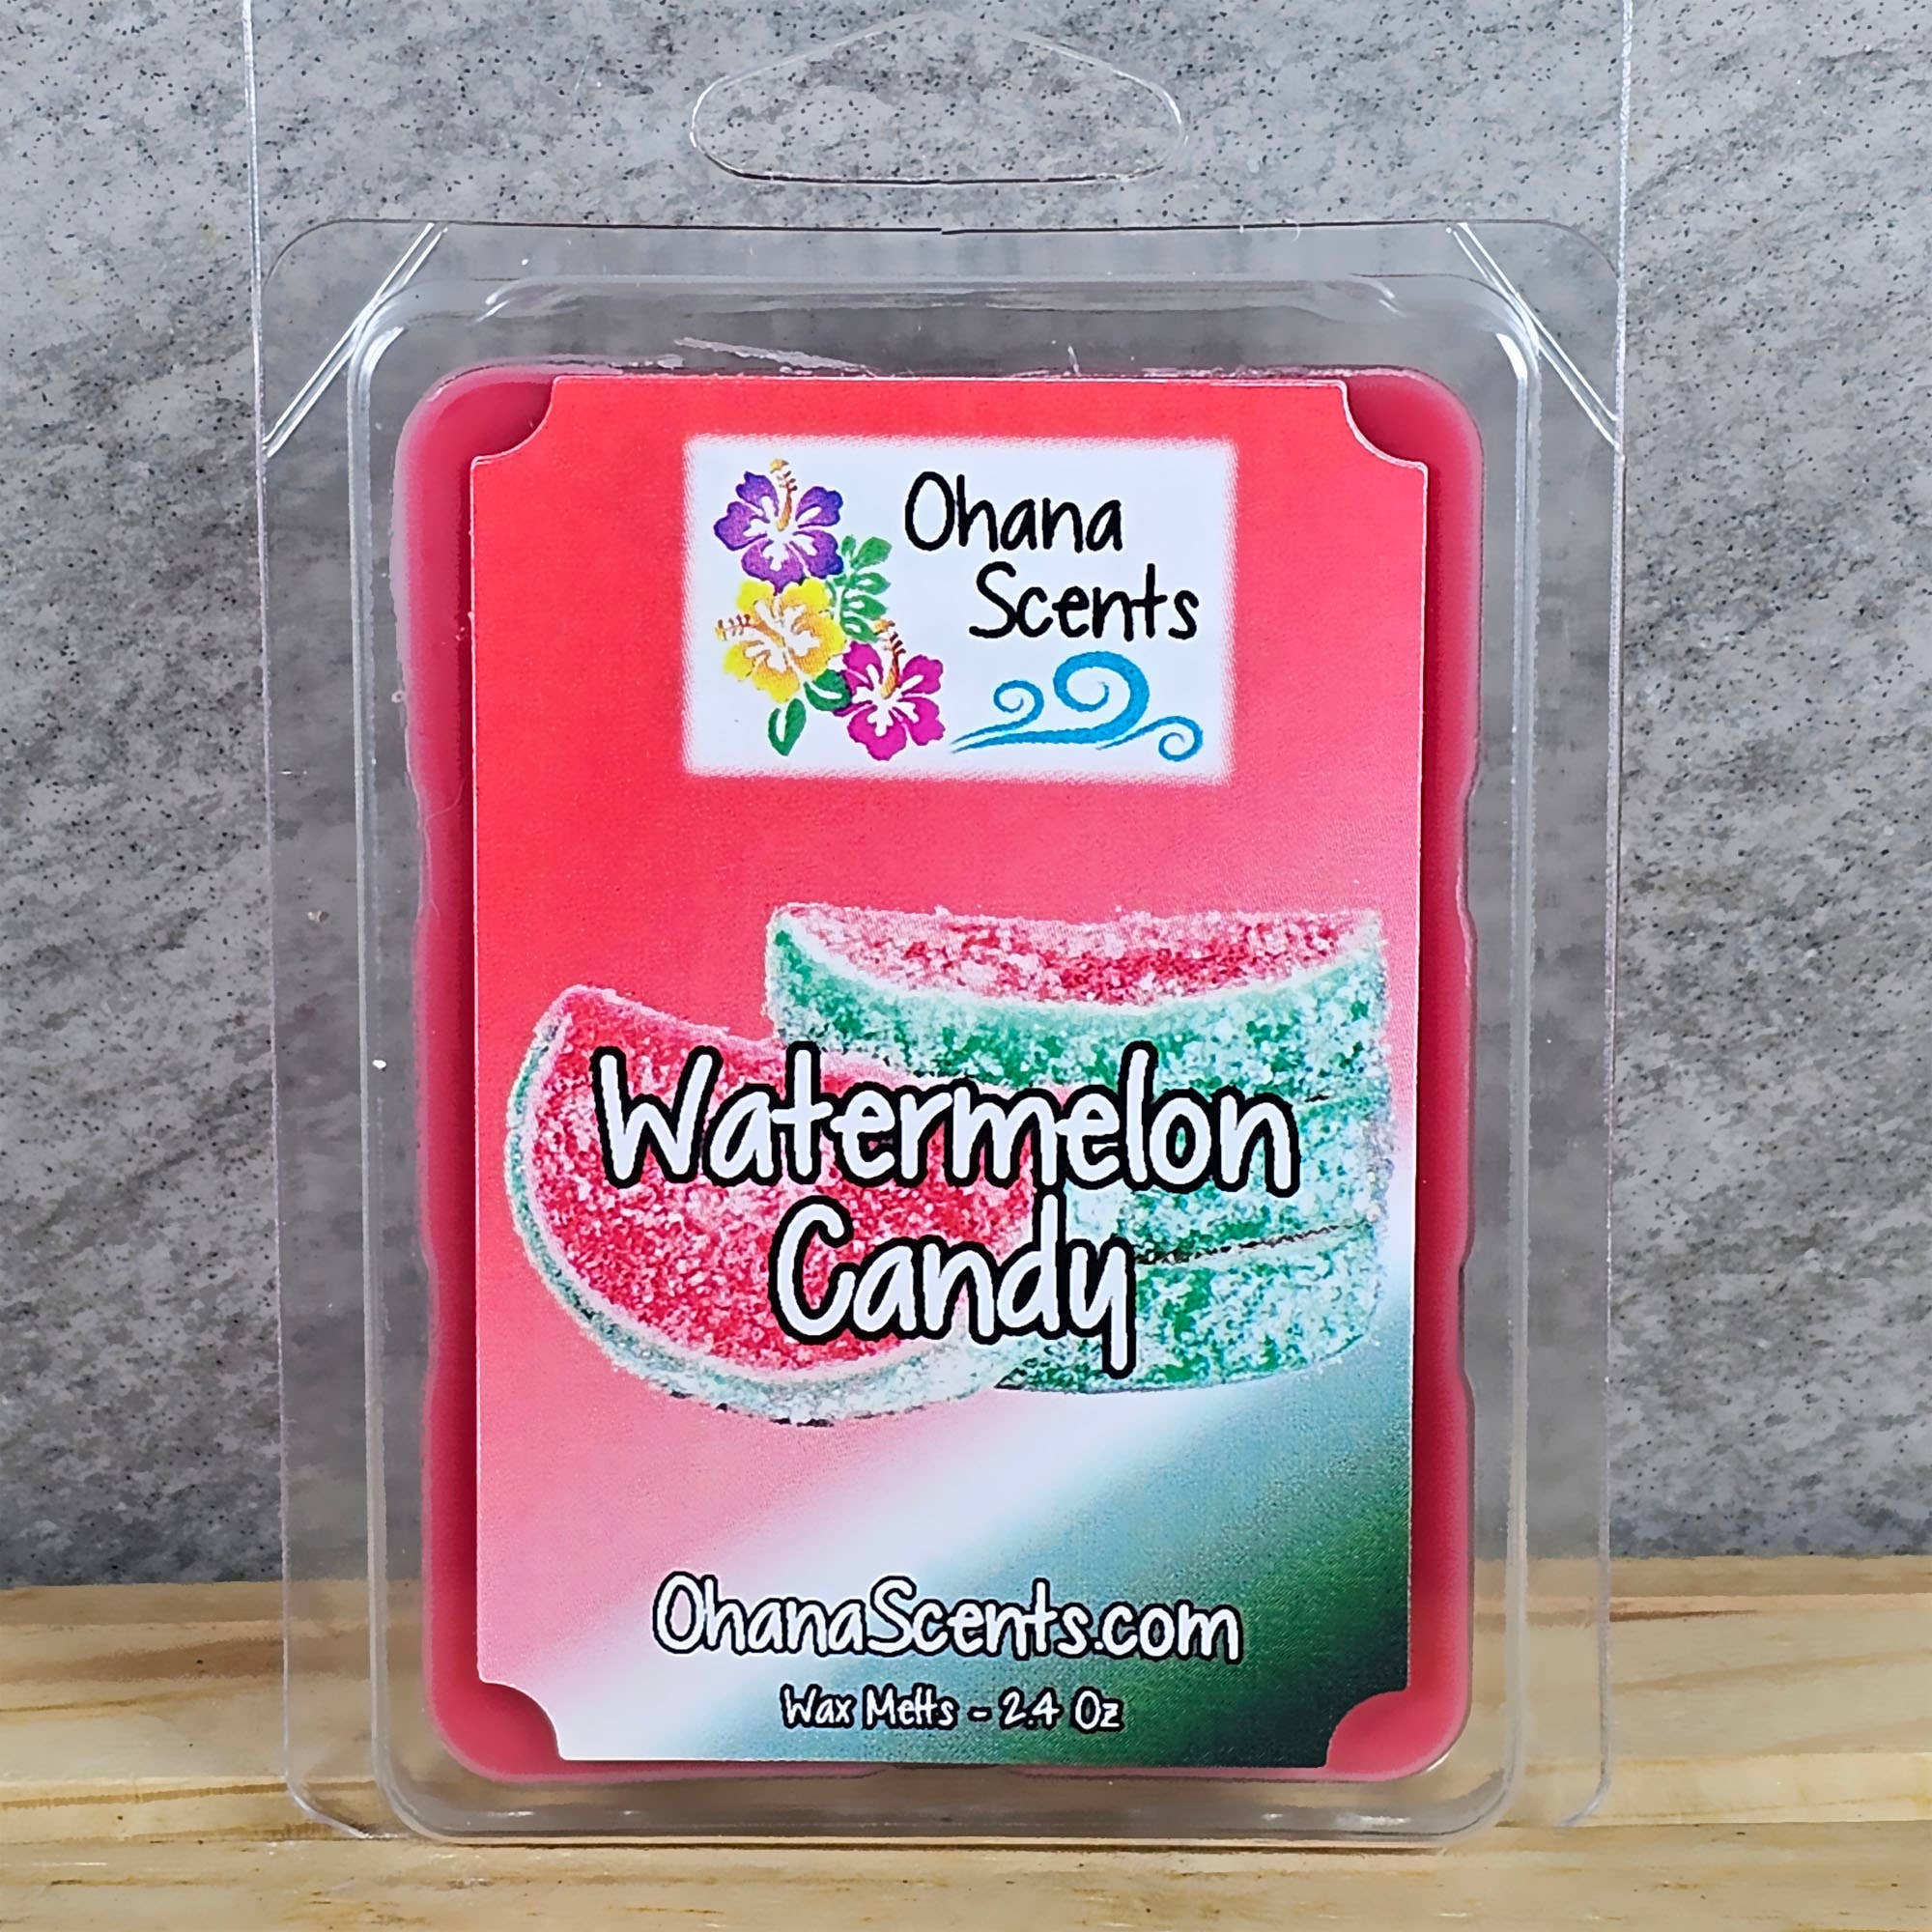 Ohana
Scents
Watermelon
Candy
OhanaScents.com
Wax Melts - 2.4 Oz